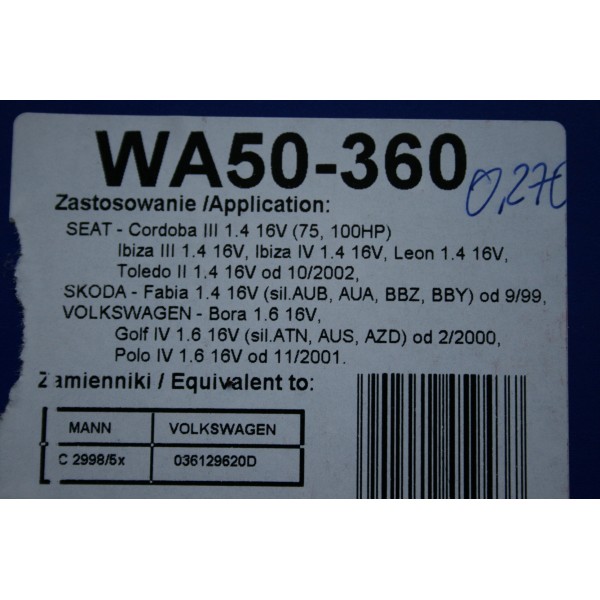 WA50-360
0,27€
Zastosowanie /Application:
SEAT - Cordoba III 1.4 16V (75, 100HP)
Ibiza III 1.4 16V, Ibiza IV 1.4 16V, Leon 1.4 16V,
Toledo II 1.4 16V od 10/2002,
SKODA - Fabia 1.4 16V (sil.AUB, AUA, BBZ, BBY) od 9/99,
VOLKSWAGEN - Bora 1.6 16V,
Golf IV 1.6 16V (sil.ATN, AUS, AZD) od 2/2000,
Polo IV 1.6 16V od 11/2001.
Zamienniki / Equivalent to:
MANN VOLKSWAGEN
C 2998/5x 036129620D